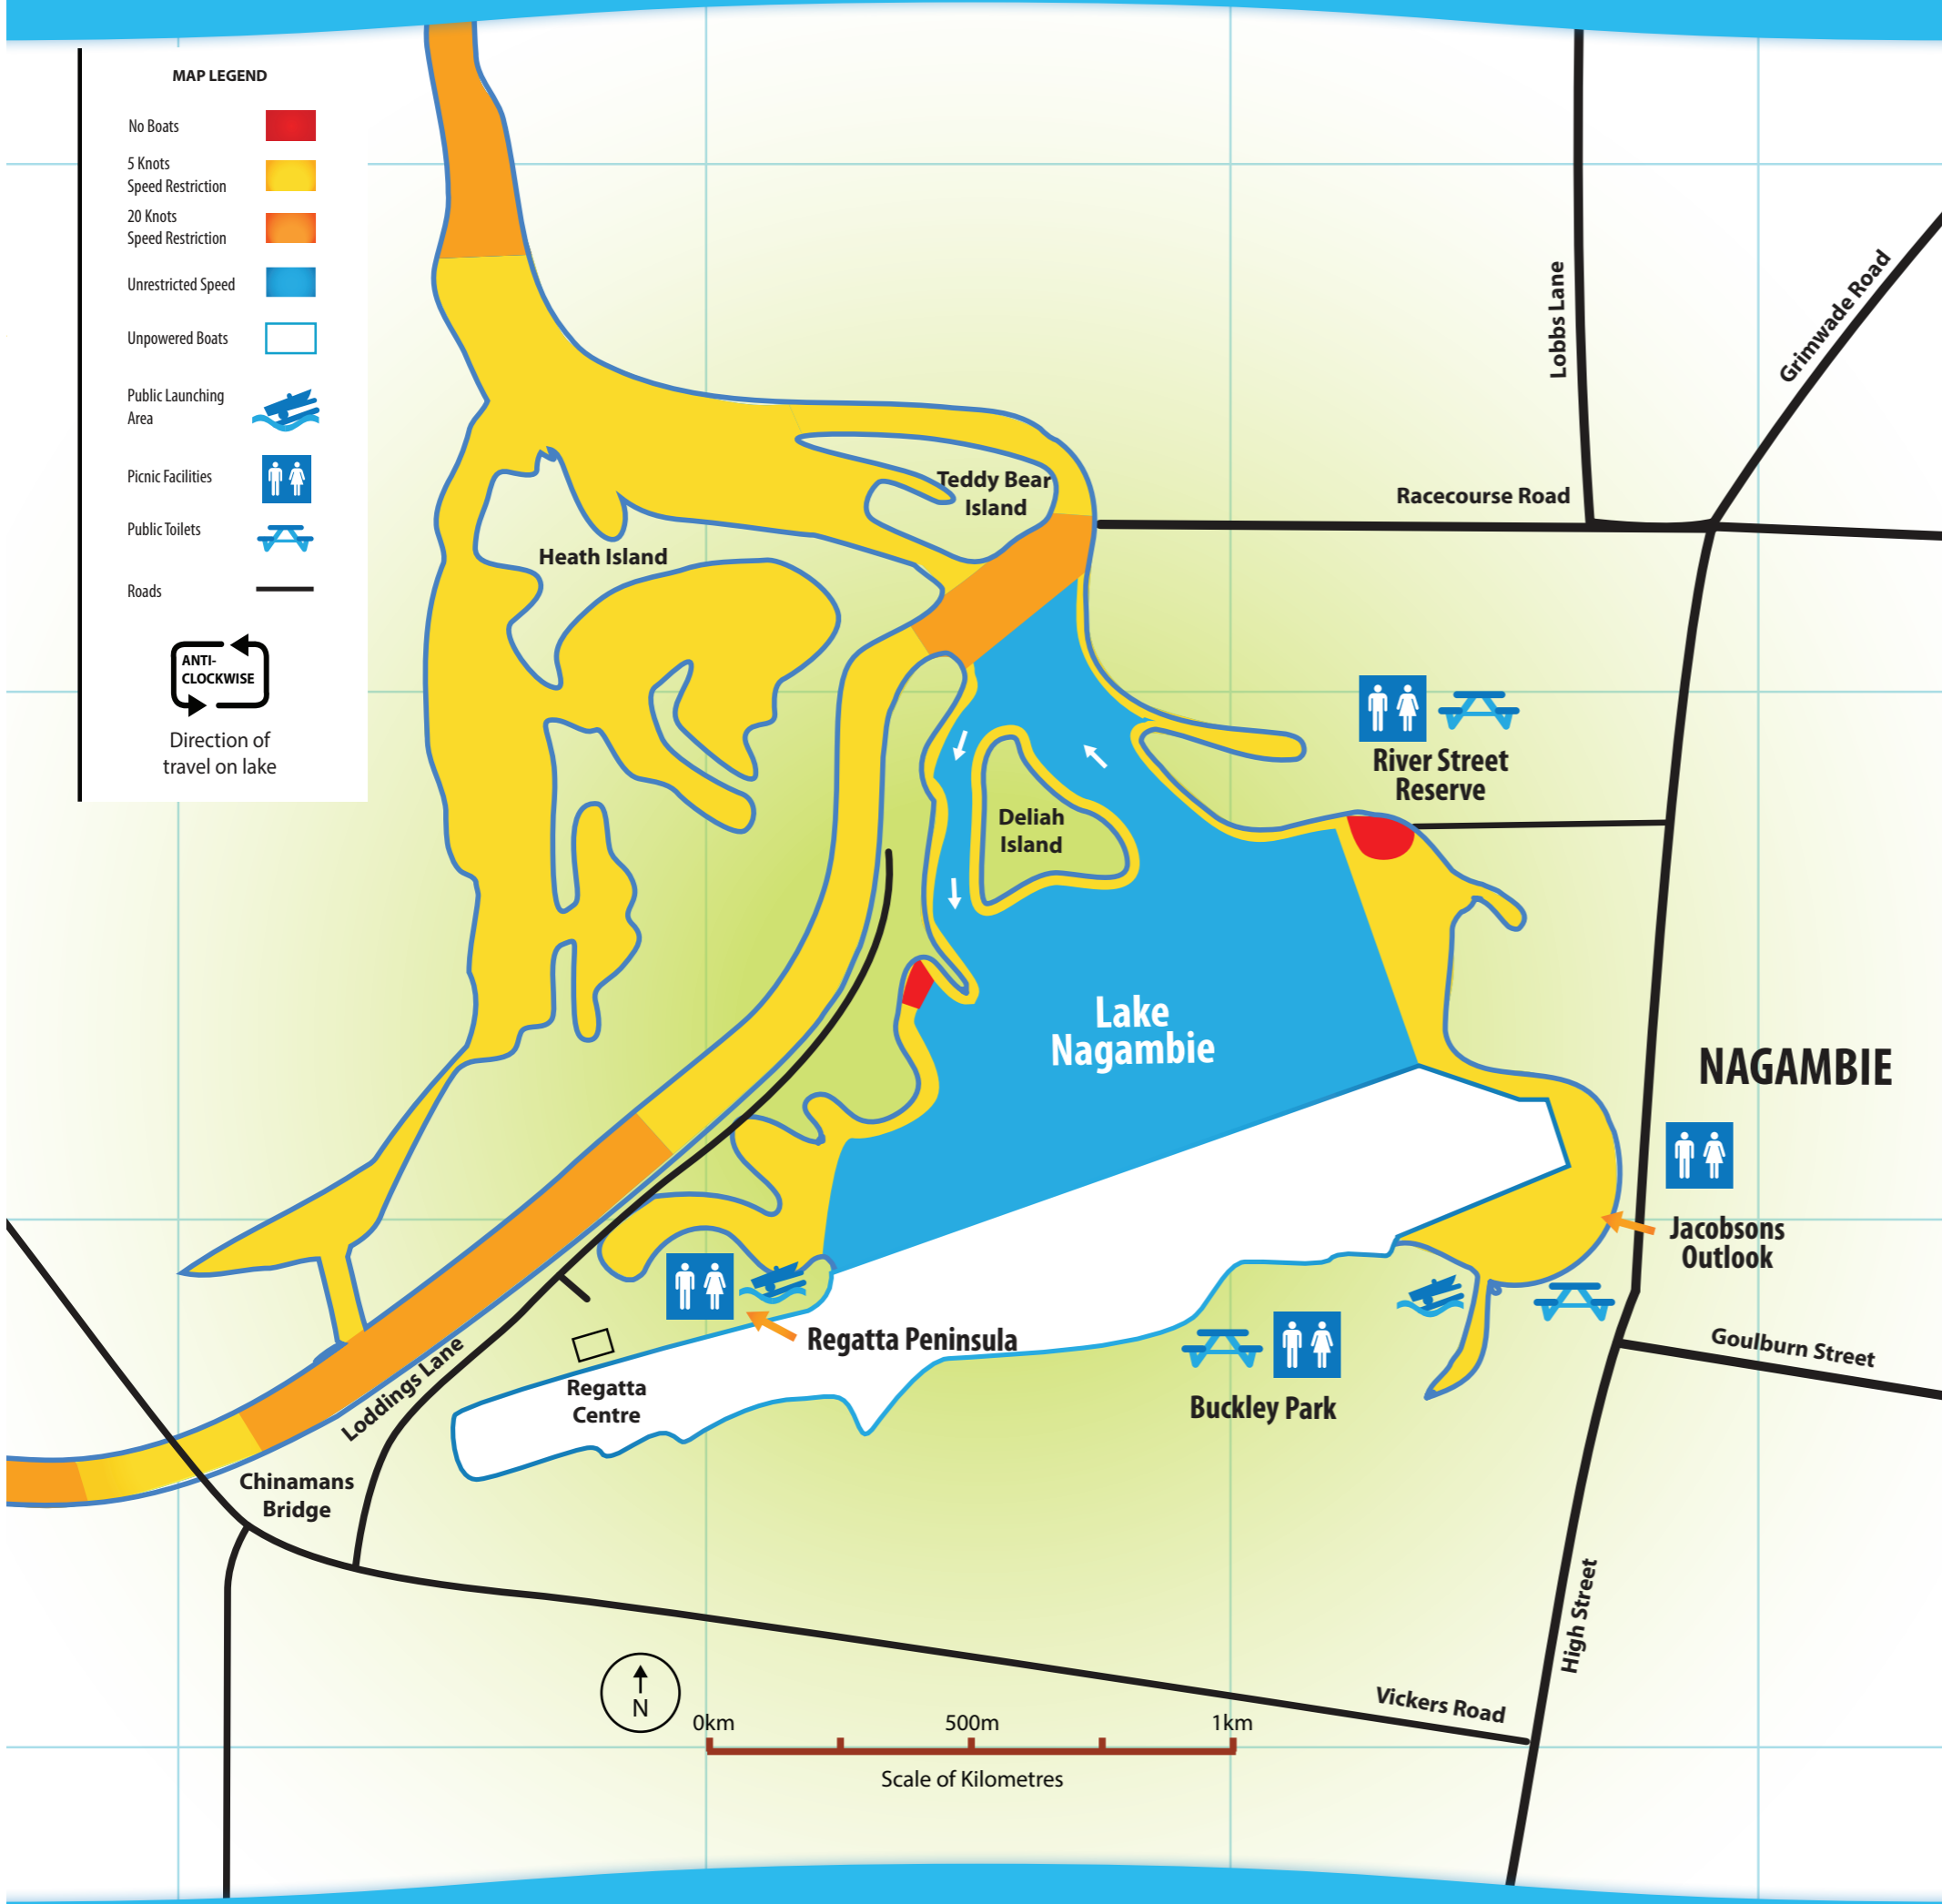 MAP LEGEND
No Boats
5 Knots
Speed Restriction
20 Knots
Speed Restriction
Unrestricted Speed
Unpowered Boats
Public Launching
Area
Picnic Facilities
Public Toilets
Roads
ANTI-
CLOCKWISE
Direction of
travel on lake
Lobbs Lane
Grimwade Road
Racecourse Road
Teddy Bear
Island
Heath Island
River Street
Reserve
Deliah
Island
Lake
Nagambie
NAGAMBIE
Jacobsons
Outlook
Regatta Peninsula
Goulburn Street
Loddings Lane
Regatta
Centre
Buckley Park
Chinamans
Bridge
High Street
Vickers Road
N
0km
500m
1km
Scale of Kilometres